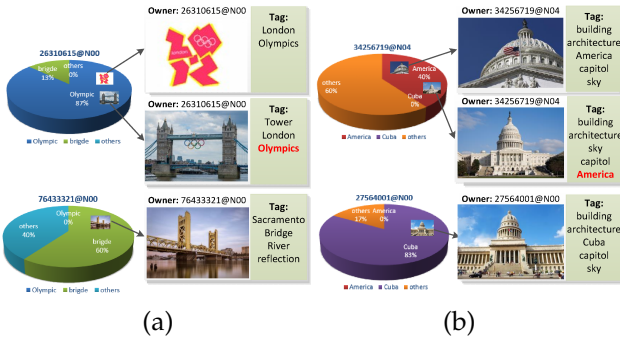 Owner: 26310615@N00
26310615@N00
others
0%
brigde
13%
Olympic
87%
Olympic brigde others
Tag:
London
Olympics
Owner: 26310615@N00
Tag:
Tower
London
Olympics
76433321@N00
Olympic
0%
others
40%
brigde
60%
Olympic brigde others
Owner: 76433321@N00
Tag:
Sacramento
Bridge
River
reflection
(a)
Owner: 34256719@N04
34256719@N04
America
40%
others
60%
Cuba
0%
America Cuba others
Tag:
building
architecture
America
capitol
sky
Owner: 34256719@N04
Tag:
building
architecture
sky
capitol
America
27564001@N00
others
17%
America
0%
Cuba
83%
America Cuba others
Owner: 27564001@N00
Tag:
building
architecture
Cuba
capitol
sky
(b)